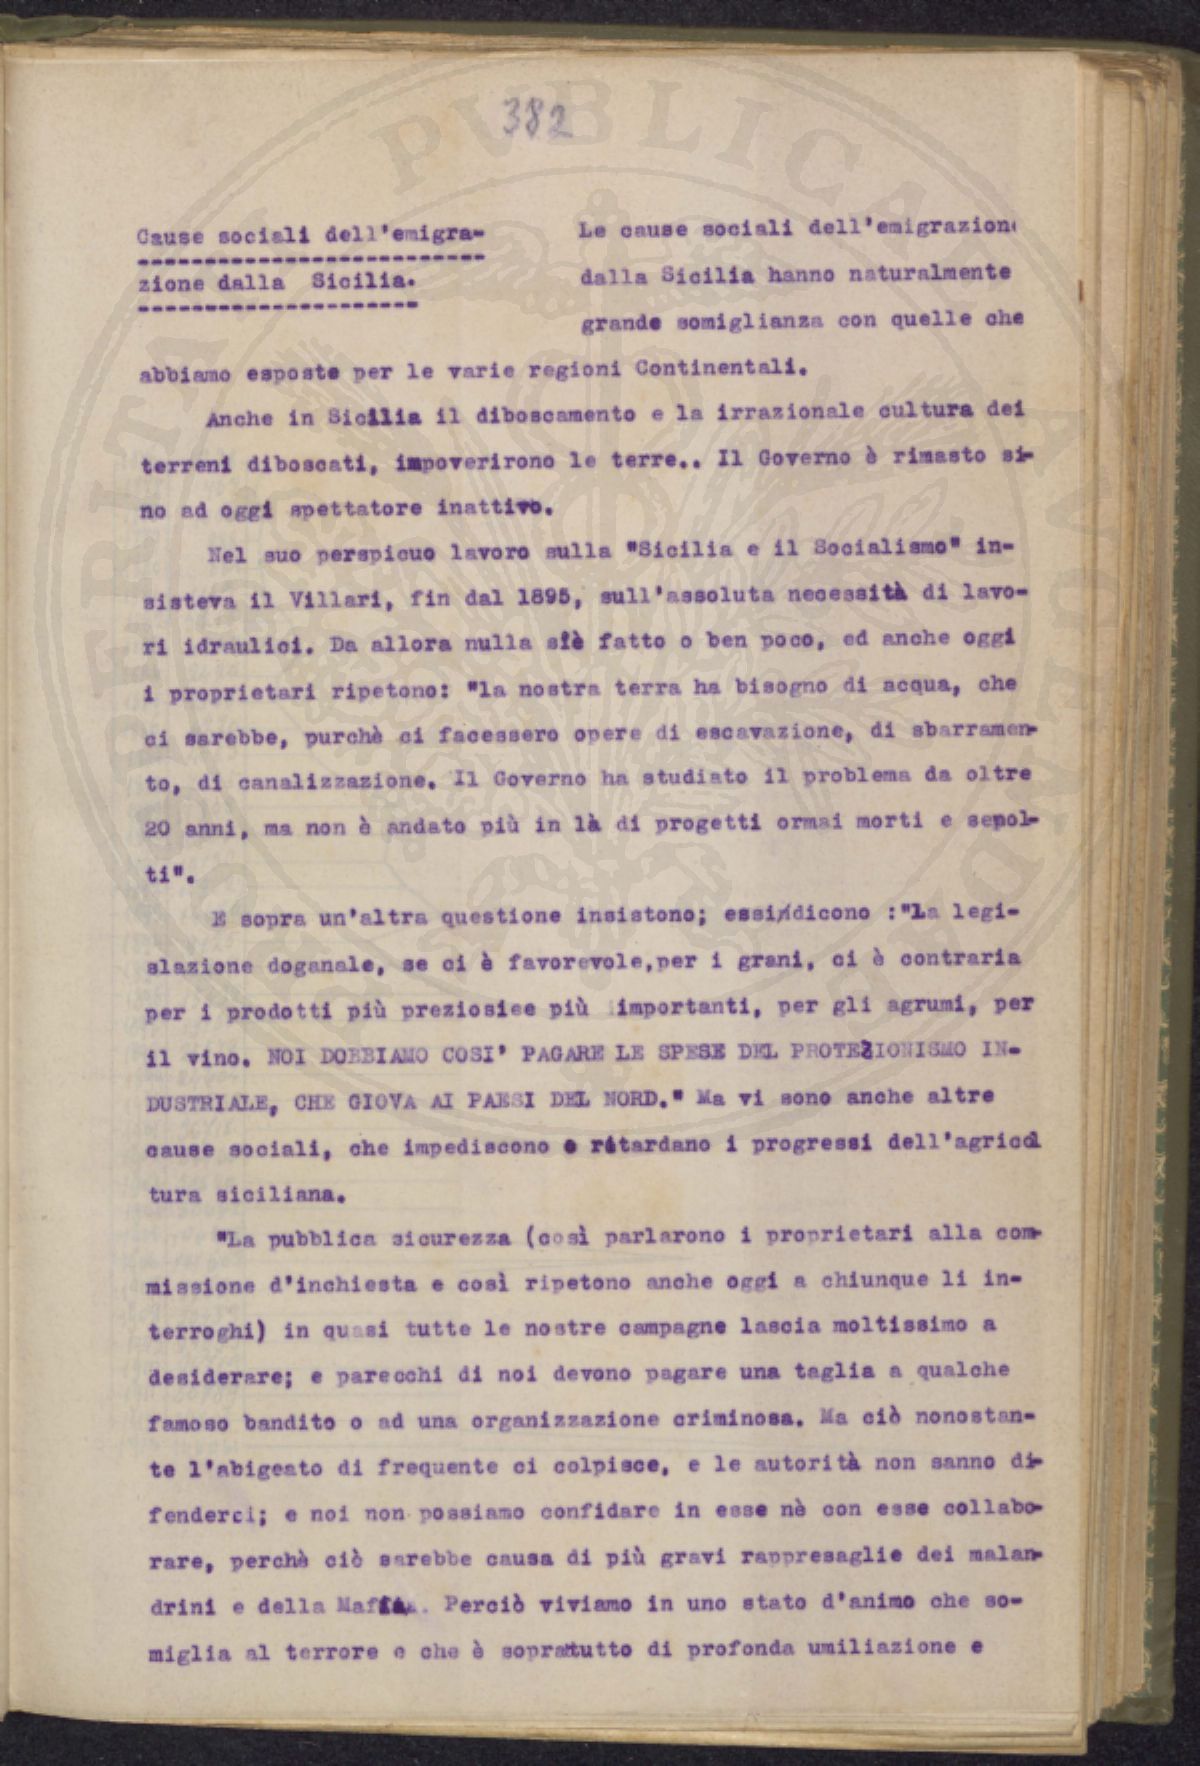 382
Cause sociali dell'emigra-
zione dalla Sicilia.
Le cause sociali dell'emigrazione
dalla Sicilia hanno naturalmente
grande somiglianza con quelle che
abbiamo esposte per le varie regioni Continentali.
Anche in Sicilia il diboscamento e la irrazionale cultura dei
terreni diboscati, impoverirono le terre.. Il Governo è rimasto si-
no ad oggi spettatore inattivo.
Nel suo perspicuo lavoro sulla "Sicilia e il Socialismo" in-
sisteva il Villari, fin dal 1895, sull'assoluta necessità di lavo-
ri idraulici. Da allora nulla siè fatto o ben poco, ed anche oggi
i proprietari ripetono: "la nostra terra ha bisogno di acqua, che
ci sarebbe, purchè ci facessero opere di escavazione, di sbarramen-
to, di canalizzazione. Il Governo ha studiato il problema da oltre
20 anni, ma non è andato più in là di progetti ormai morti e sepol-
ti".
E sopra un'altra questione insistono; essi dicono :"La legi-
slazione doganale, se ci è favorevole,per i grani, ci è contraria
per i prodotti più preziosiee più importanti, per gli agrumi, per
il vino. NOI DOBBIAMO COSI' PAGARE LE SPESE DEL PROTEZIONISMO IN-
DUSTRIALE, CHE GIOVA AI PAESI DEL NORD." Ma vi sono anche altre
cause sociali, che impediscono e ritardano i progressi dell'agricol
tura siciliana.
"La pubblica sicurezza (così parlarono i proprietari alla com-
missione d'inchiesta e così ripetono anche oggi a chiunque li in-
terroghi) in quasi tutte le nostre campagne lascia moltissimo a
desiderare; e parecchi di noi devono pagare una taglia a qualche
famoso bandito o ad una organizzazione criminosa. Ma ciò nonostan-
te l'abigeato di frequente ci colpisce, e le autorità non sanno di-
fenderci; e noi non possiamo confidare in esse nè con esse collabo-
rare, perchè ciò sarebbe causa di più gravi rappresaglie dei malan-
drini e della Maffia. Perciò viviamo in uno stato d'animo che so-
miglia al terrore e che è soprattutto di profonda umiliazione e